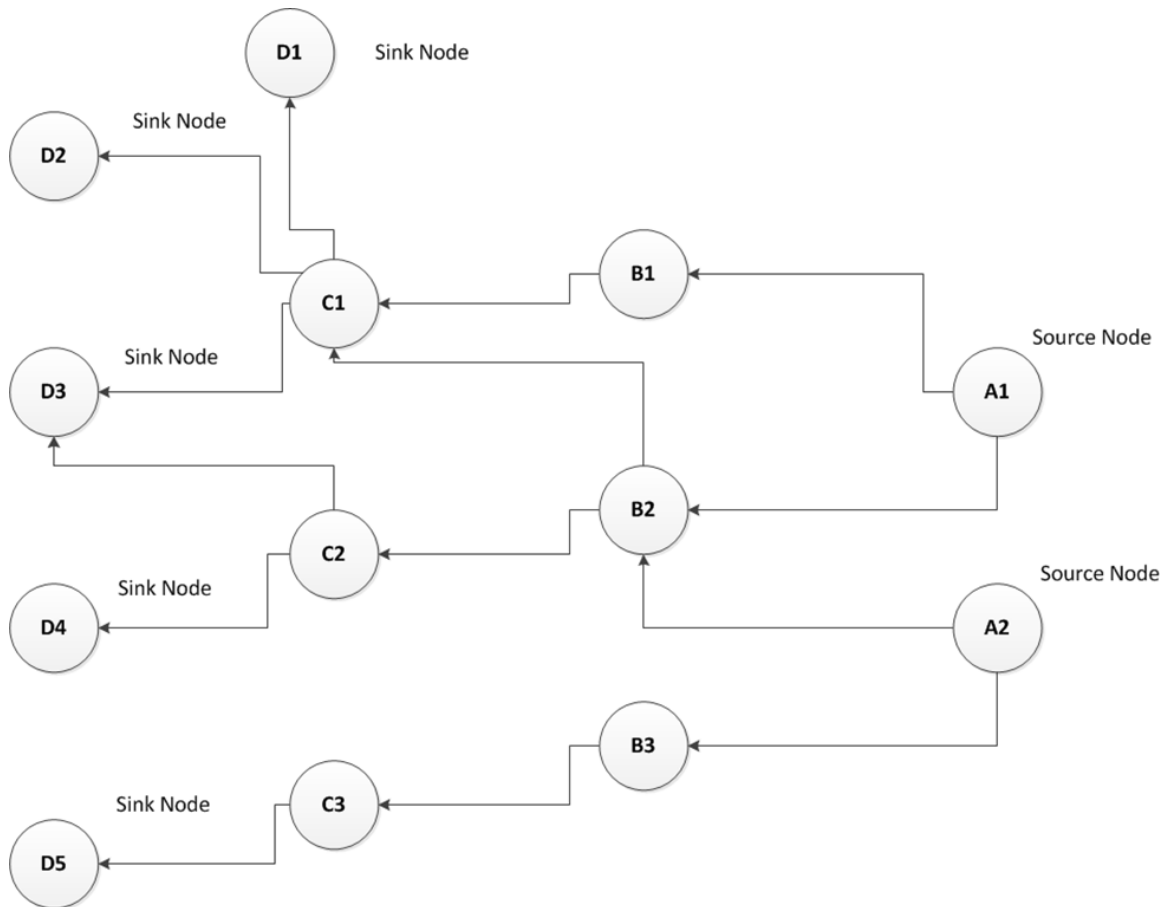 D1
Sink Node
Sink Node
D2
B1
C1
Source Node
Sink Node
D3
A1
B2
C2
Source Node
Sink Node
D4
A2
B3
Sink Node
C3
D5